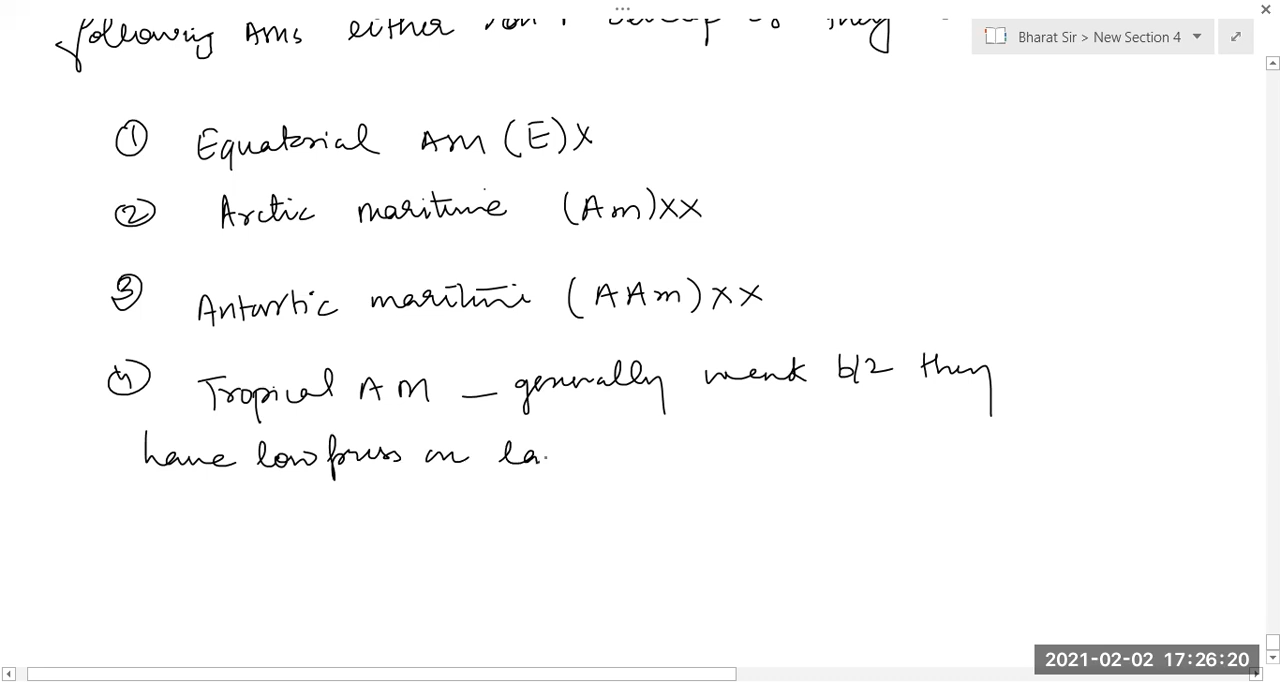 following AMs either
Bharat Sir > New Section 4
① Equatorial AM (E)X
② Arctic maritime (Am)XX
③ Antartic maritime (AAm)XX
④ Tropical AM – generally weak b/z they
have low press on la
2021-02-02 17:26:20